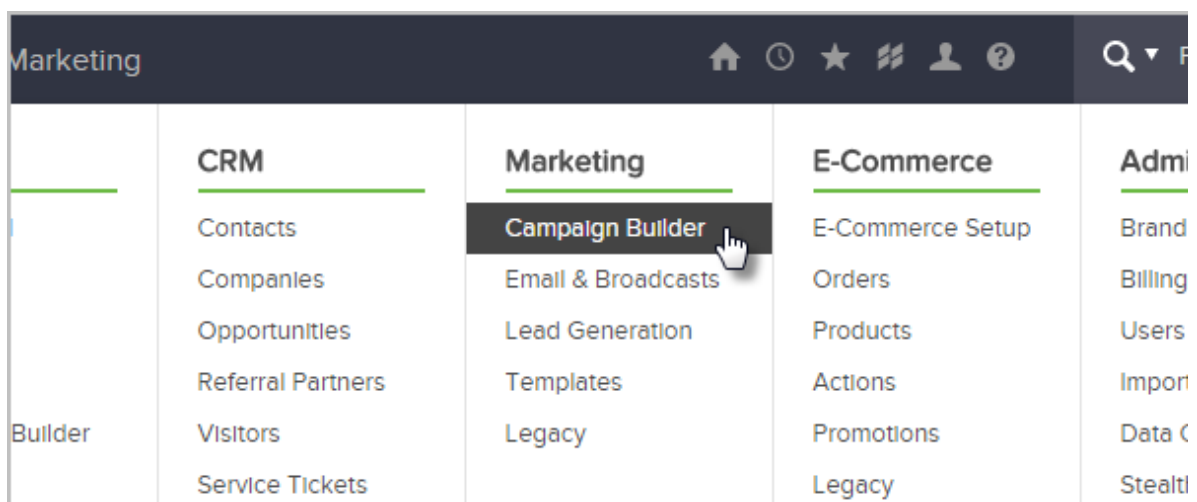 Marketing
CRM
Contacts
Companies
Opportunities
Referral Partners
Visitors
Service Tickets
Marketing
Campaign Builder
Email & Broadcasts
Lead Generation
Templates
Legacy
E-Commerce
E-Commerce Setup
Orders
Products
Actions
Promotions
Legacy
Builder
Brand
Billing
Users